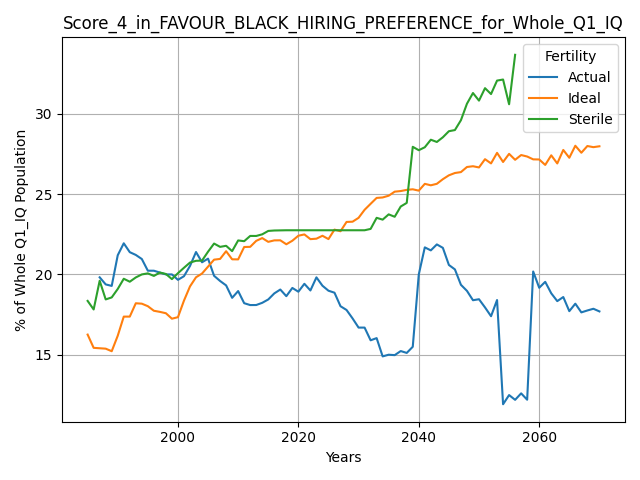 Score_4_in_FAVOUR_BLACK_HIRING_PREFERENCE_for_Whole_Q1_IQ
Fertility
Actual
Ideal
Sterile
% of Whole Q1_IQ Population
30
25
20
15
2000
2020
2040
2060
Years